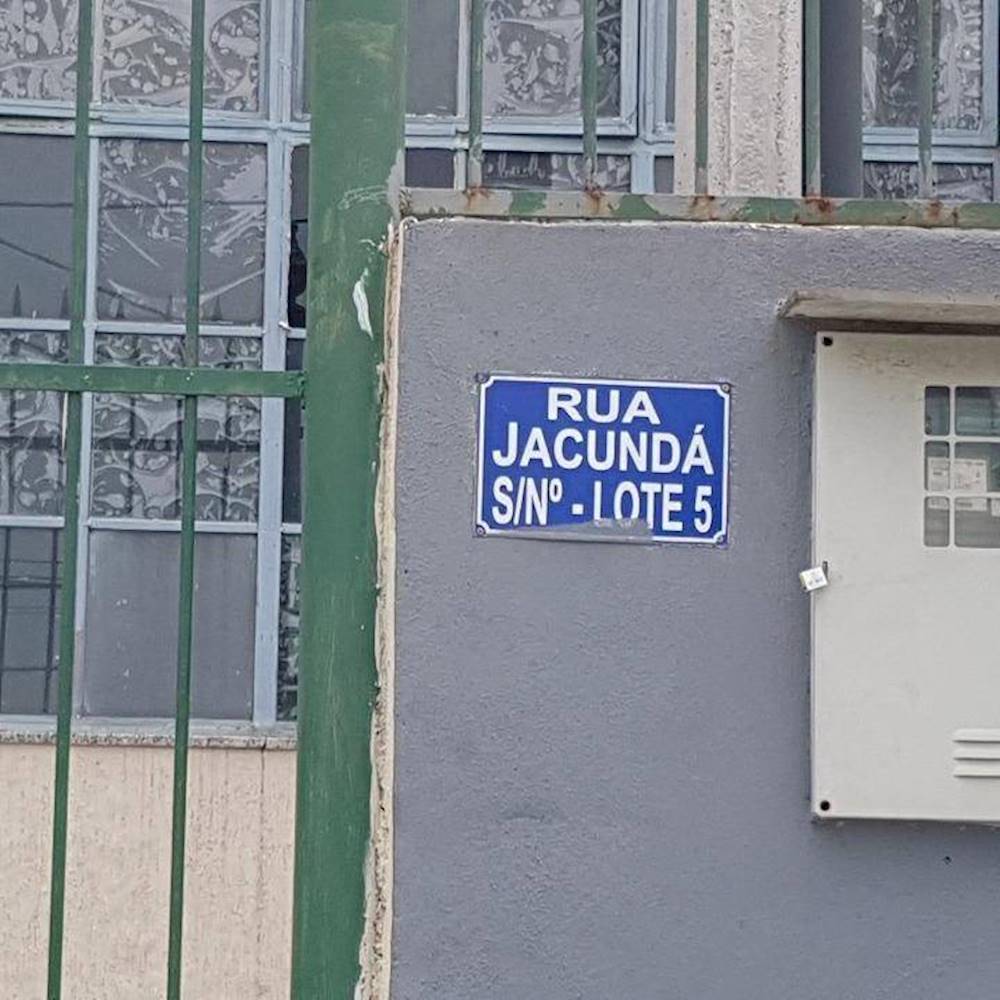 RUA
JACUNDÁ
S/Nº - LOTE 5